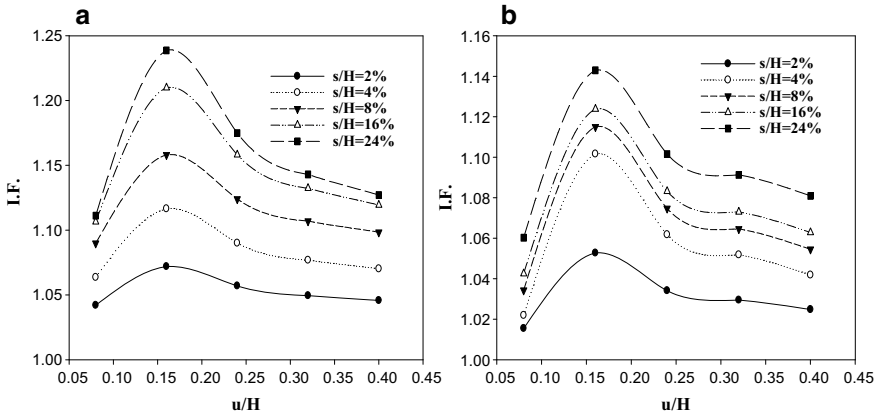 a
I.F.
1.25
1.20
1.15
1.10
1.05
1.00
0.05 0.10 0.15 0.20 0.25 0.30 0.35 0.40 0.45
u/H
s/H=2%
s/H=4%
s/H=8%
s/H=16%
s/H=24%
b
I.F.
1.16
1.14
1.12
1.10
1.08
1.06
1.04
1.02
1.00
0.05 0.10 0.15 0.20 0.25 0.30 0.35 0.40 0.45
u/H
s/H=2%
s/H=4%
s/H=8%
s/H=16%
s/H=24%